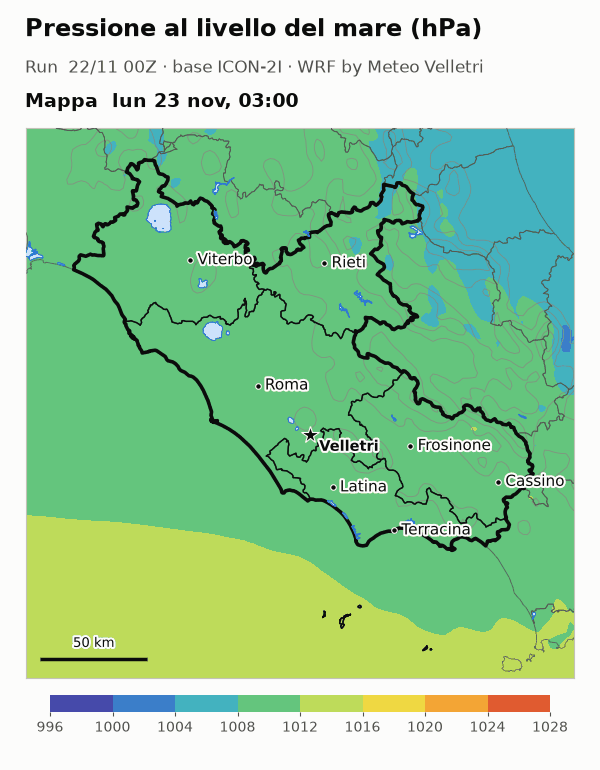 Pressione al livello del mare (hPa)
Run  22/11 00Z · base ICON-2I · WRF by Meteo Velletri
Mappa  lun 23 nov, 03:00
Viterbo
Rieti
Roma
Velletri
Frosinone
Latina
Cassino
Terracina
50 km
996 1000 1004 1008 1012 1016 1020 1024 1028